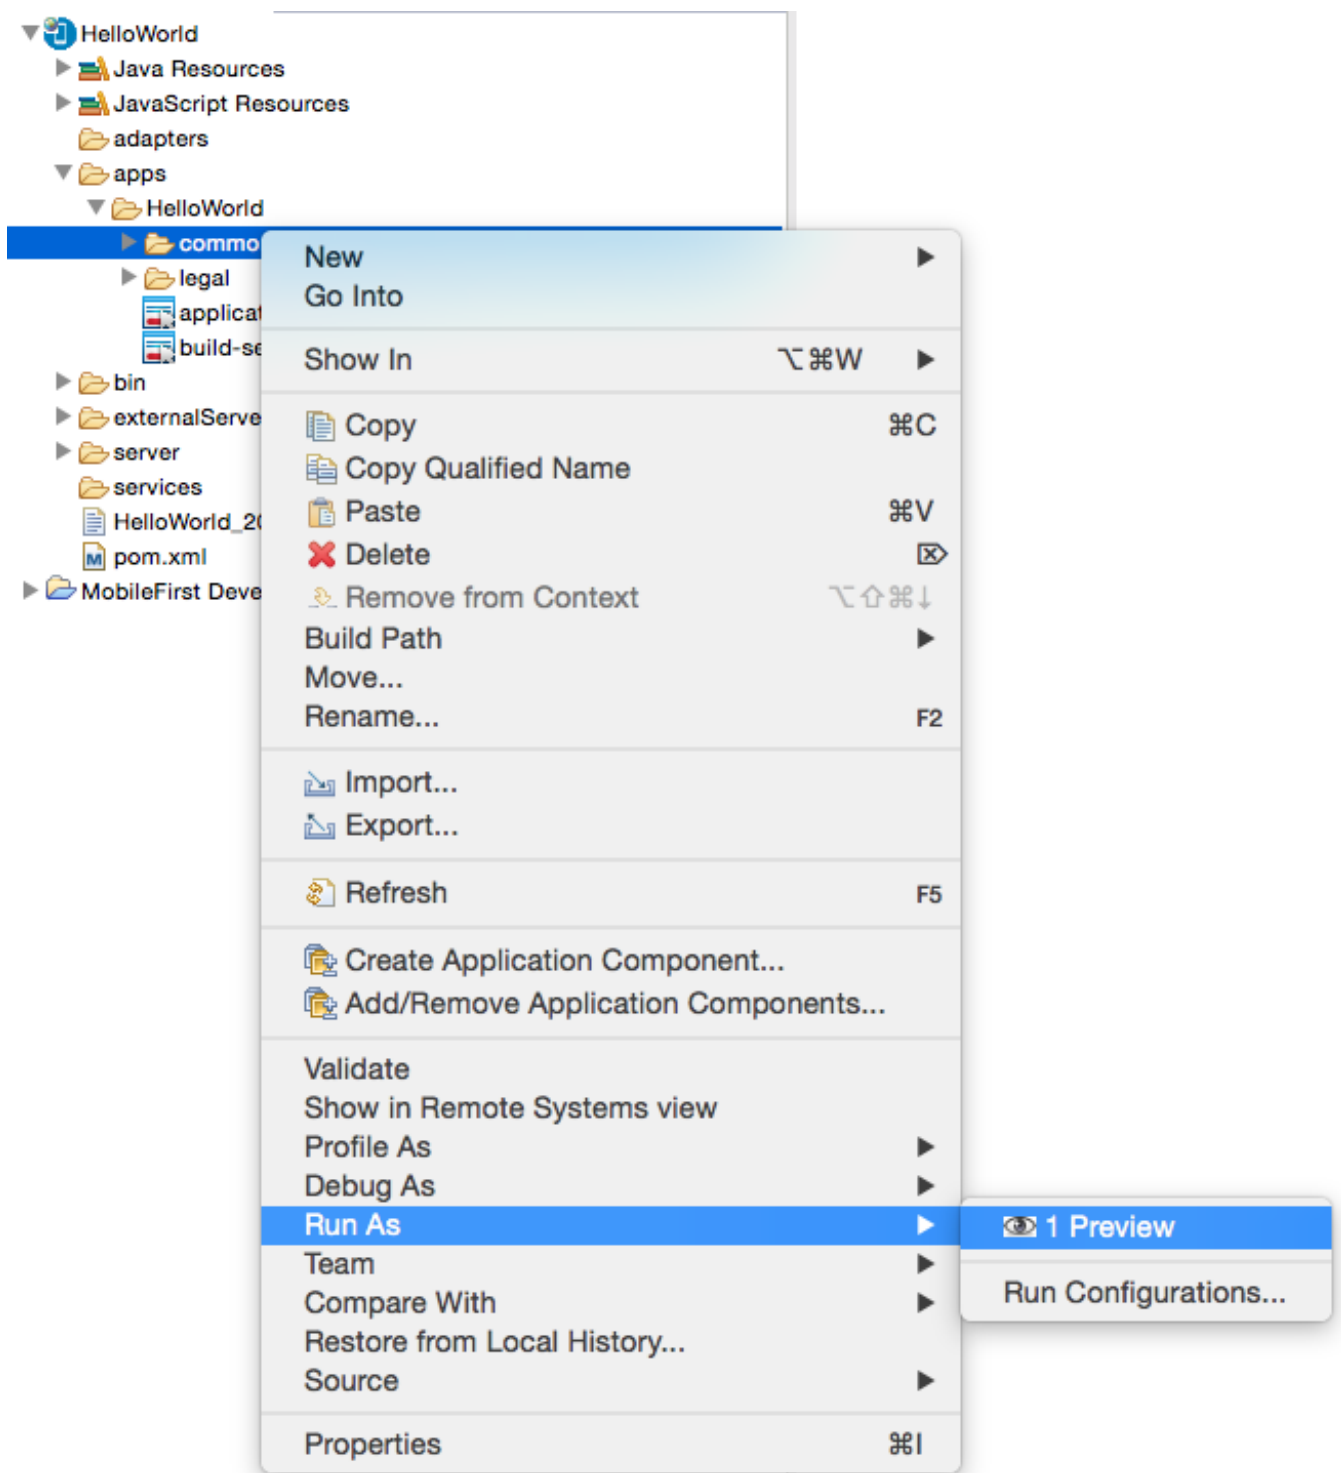 HelloWorld
Java Resources
JavaScript Resources
adapters
apps
HelloWorld
commo
legal
applicat
build-se
bin
externalServe
server
services
HelloWorld_20
pom.xml
MobileFirst Deve
New
Go Into
Show In ⌥⌘W
Copy ⌘C
Copy Qualified Name
Paste ⌘V
Delete ⌦
Remove from Context ⌥⇧⌘↓
Build Path
Move...
Rename... F2
Import...
Export...
Refresh F5
Create Application Component...
Add/Remove Application Components...
Validate
Show in Remote Systems view
Profile As
Debug As
Run As
1 Preview
Run Configurations...
Team
Compare With
Restore from Local History...
Source
Properties ⌘I